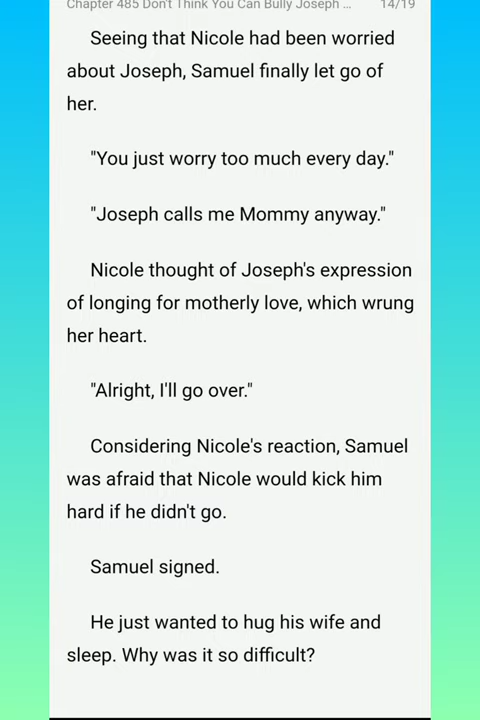 Chapter 485 Don't Think You Can Bully Joseph ... 14/19
Seeing that Nicole had been worried
about Joseph, Samuel finally let go of
her.
"You just worry too much every day."
"Joseph calls me Mommy anyway."
Nicole thought of Joseph's expression
of longing for motherly love, which wrung
her heart.
"Alright, I'll go over."
Considering Nicole's reaction, Samuel
was afraid that Nicole would kick him
hard if he didn't go.
Samuel signed.
He just wanted to hug his wife and
sleep. Why was it so difficult?